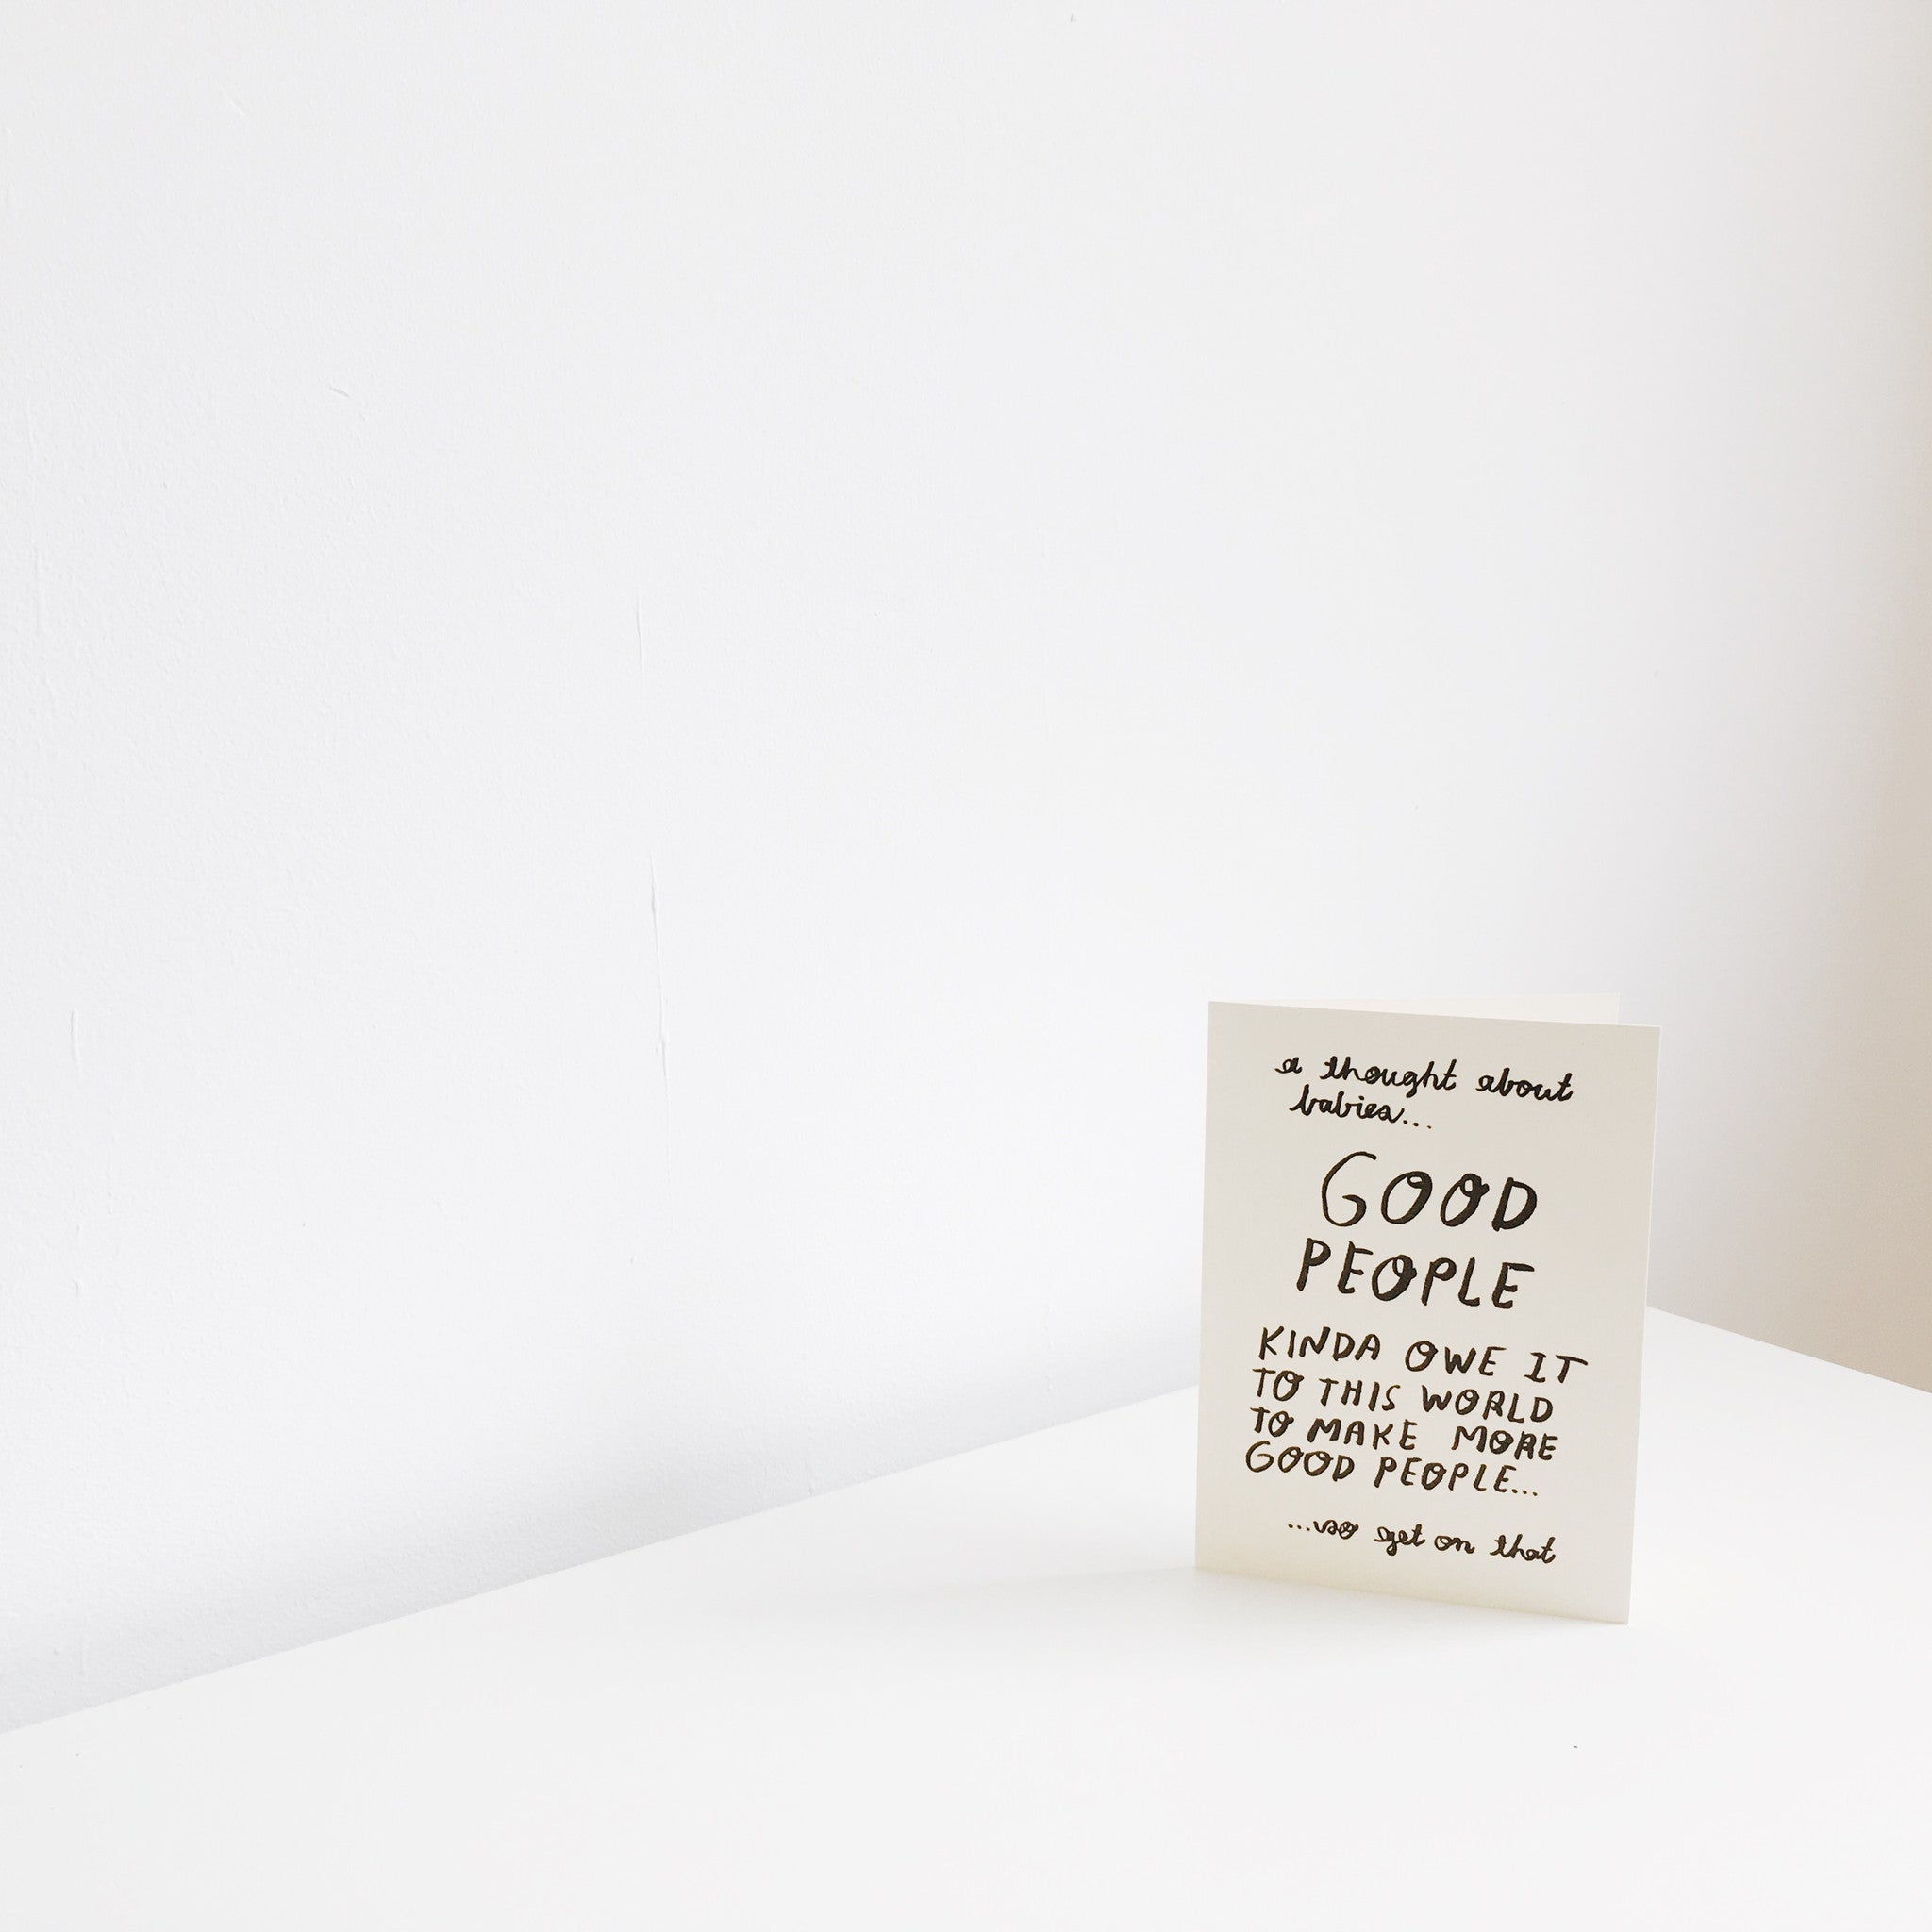 a thought about
babies...
GOOD
PEOPLE
KINDA OWE IT
TO THIS WORLD
TO MAKE MORE
GOOD PEOPLE...
...so get on that